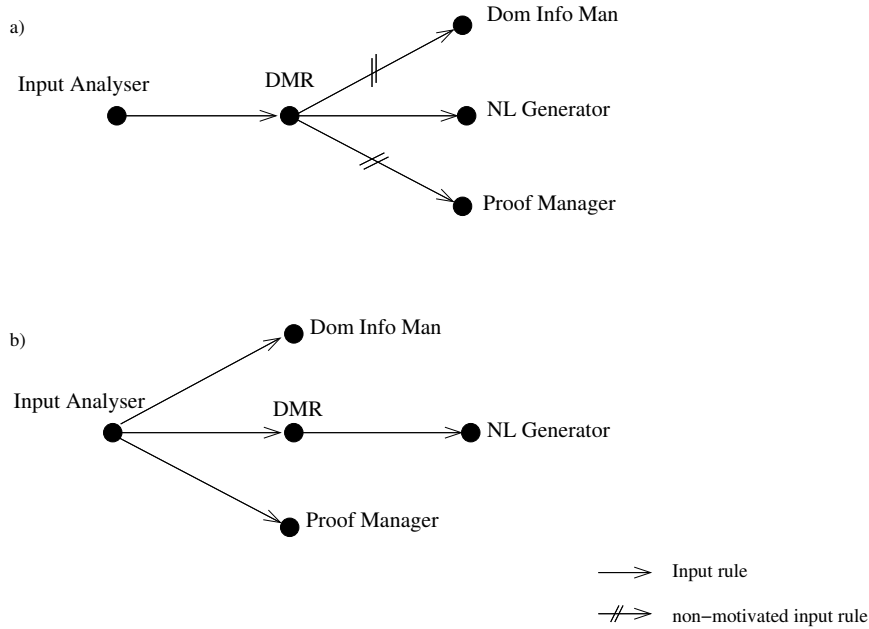 a)
Dom Info Man
Input Analyser
DMR
NL Generator
Proof Manager
b)
Dom Info Man
Input Analyser
DMR
NL Generator
Proof Manager
Input rule
non−motivated input rule